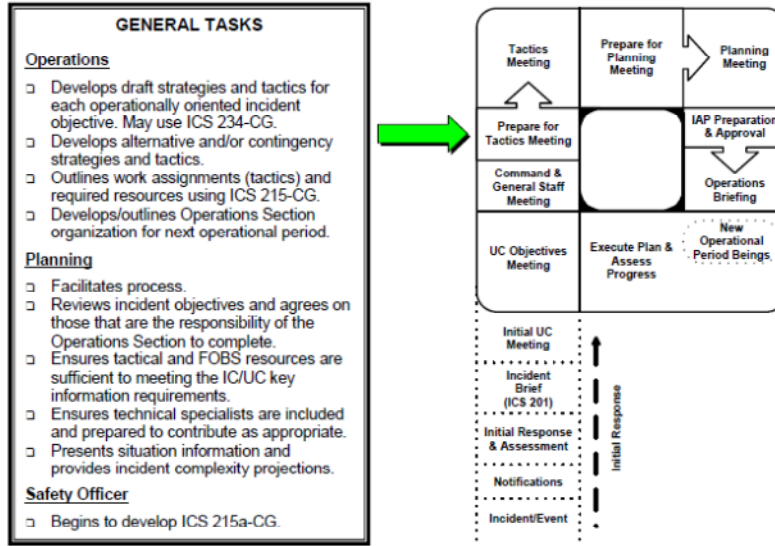 GENERAL TASKS
Operations
Develops draft strategies and tactics for
each operationally oriented incident
objective. May use ICS 234-CG.
Develops alternative and/or contingency
strategies and tactics.
Outlines work assignments (tactics) and
required resources using ICS 215-CG.
Develops/outlines Operations Section
organization for next operational period.
Planning
Facilitates process.
Reviews incident objectives and agrees on
those that are the responsibility of the
Operations Section to complete.
Ensures tactical and FOBS resources are
sufficient to meeting the IC/UC key
information requirements.
Ensures technical specialists are included
and prepared to contribute as appropriate.
Presents situation information and
provides incident complexity projections.
Safety Officer
Begins to develop ICS 215a-CG.
Tactics
Meeting
Prepare for
Planning
Meeting
Planning
Meeting
Prepare for
Tactics Meeting
IAP Preparation
& Approval
Command &
General Staff
Meeting
Operations
Briefing
UC Objectives
Meeting
Execute Plan &
Assess
Progress
New
Operational
Period Beings
Initial UC
Meeting
Incident
Brief
(ICS 201)
Initial Response
& Assessment
Notifications
Incident/Event
Initial Response